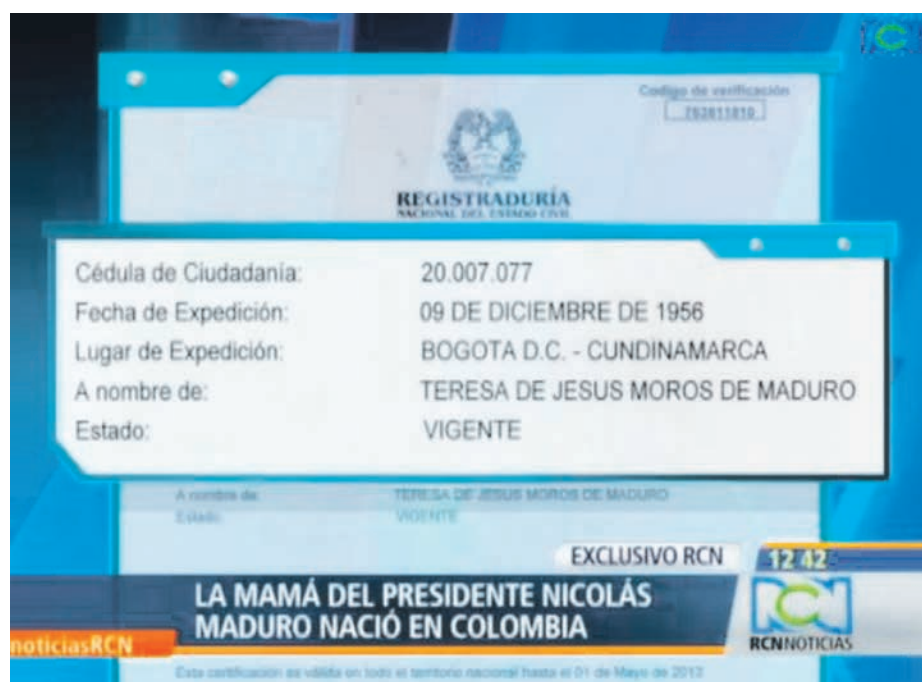 C
Codigo de verificación
763811810
REGISTRADURÍA
NACIONAL DEL ESTADO CIVIL
Cédula de Ciudadanía: 20.007.077
Fecha de Expedición: 09 DE DICIEMBRE DE 1956
Lugar de Expedición: BOGOTA D.C. - CUNDINAMARCA
A nombre de: TERESA DE JESUS MOROS DE MADURO
Estado: VIGENTE
A nombre de: TERESA DE JESUS MOROS DE MADURO
Estado: VIGENTE
EXCLUSIVO RCN 12:42
LA MAMÁ DEL PRESIDENTE NICOLÁS
MADURO NACIÓ EN COLOMBIA
RCN NOTICIAS
noticiasRCN
Esta certificación es válida en todo el territorio nacional hasta el 01 de Mayo de 2013